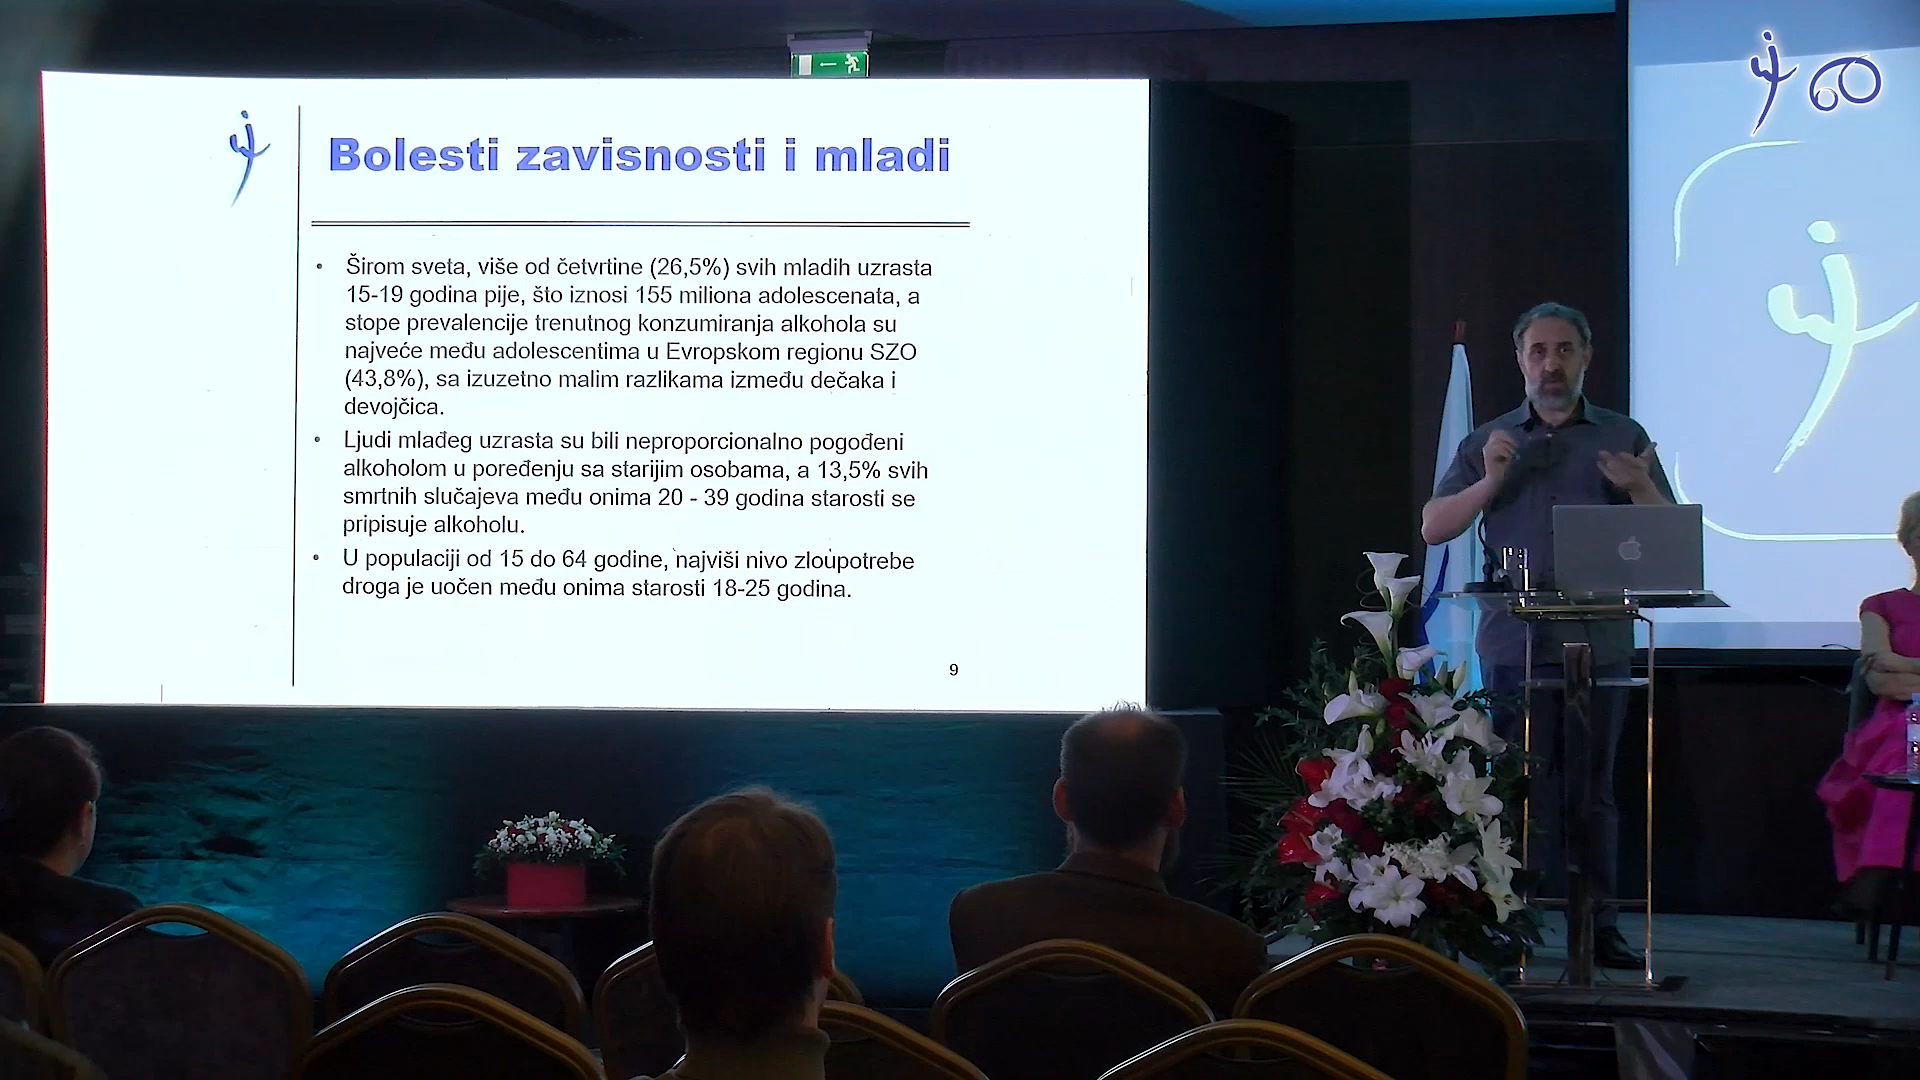 Bolesti zavisnosti i mladi
• Širom sveta, više od četvrtine (26,5%) svih mladih uzrasta
15-19 godina pije, što iznosi 155 miliona adolescenata, a
stope prevalencije trenutnog konzumiranja alkohola su
najveće među adolescentima u Evropskom regionu SZO
(43,8%), sa izuzetno malim razlikama između dečaka i
devojčica.
• Ljudi mlađeg uzrasta su bili neproporcionalno pogođeni
alkoholom u poređenju sa starijim osobama, a 13,5% svih
smrtnih slučajeva među onima 20 - 39 godina starosti se
pripisuje alkoholu.
• U populaciji od 15 do 64 godine, najviši nivo zloupotrebe
droga je uočen među onima starosti 18-25 godina.
9
60